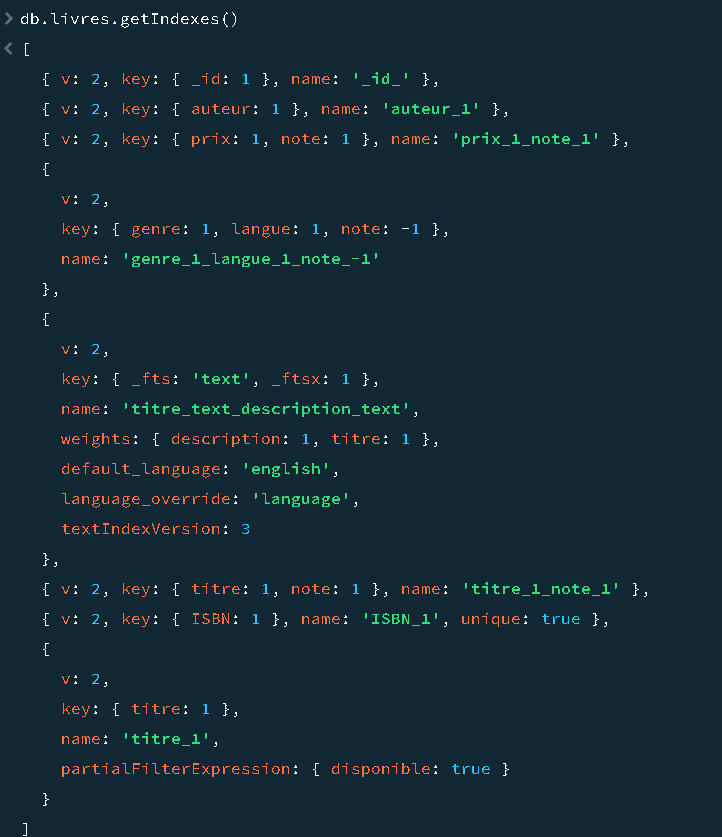 > db.livres.getIndexes()
< [
{ v: 2, key: { _id: 1 }, name: '_id_' },
{ v: 2, key: { auteur: 1 }, name: 'auteur_1' },
{ v: 2, key: { prix: 1, note: 1 }, name: 'prix_1_note_1' },
{
v: 2,
key: { genre: 1, langue: 1, note: -1 },
name: 'genre_1_langue_1_note_-1'
},
{
v: 2,
key: { _fts: 'text', _ftsx: 1 },
name: 'titre_text_description_text',
weights: { description: 1, titre: 1 },
default_language: 'english',
language_override: 'language',
textIndexVersion: 3
},
{ v: 2, key: { titre: 1, note: 1 }, name: 'titre_1_note_1' },
{ v: 2, key: { ISBN: 1 }, name: 'ISBN_1', unique: true },
{
v: 2,
key: { titre: 1 },
name: 'titre_1',
partialFilterExpression: { disponible: true }
}
]